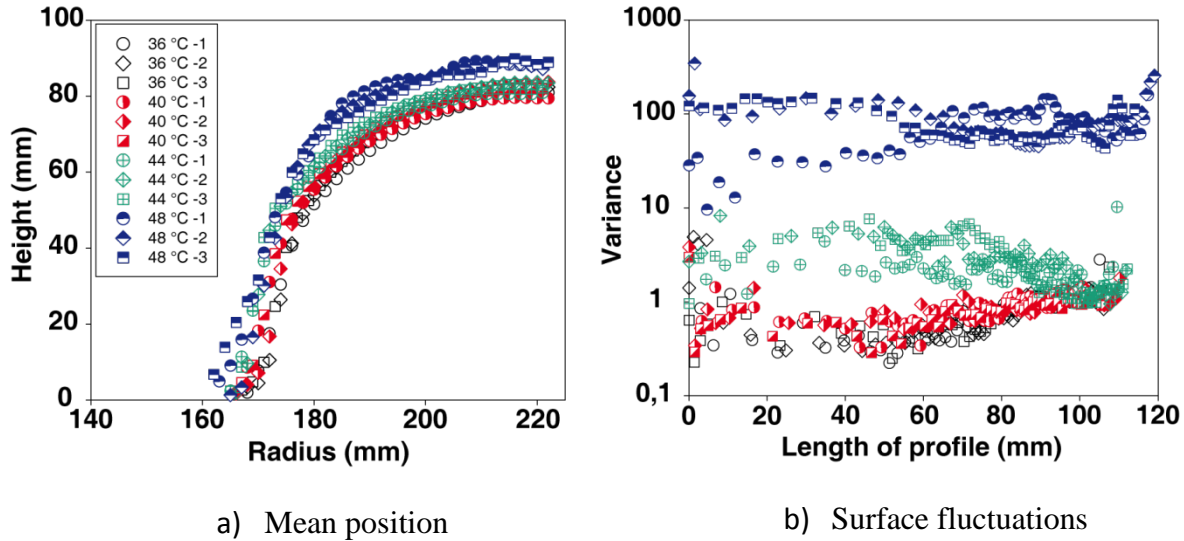 100
80
60
40
20
0
Height (mm)
36 °C -1
36 °C -2
36 °C -3
40 °C -1
40 °C -2
40 °C -3
44 °C -1
44 °C -2
44 °C -3
48 °C -1
48 °C -2
48 °C -3
140 160 180 200 220
Radius (mm)
a) Mean position
1000
100
10
1
0,1
Variance
0 20 40 60 80 100 120
Length of profile (mm)
b) Surface fluctuations